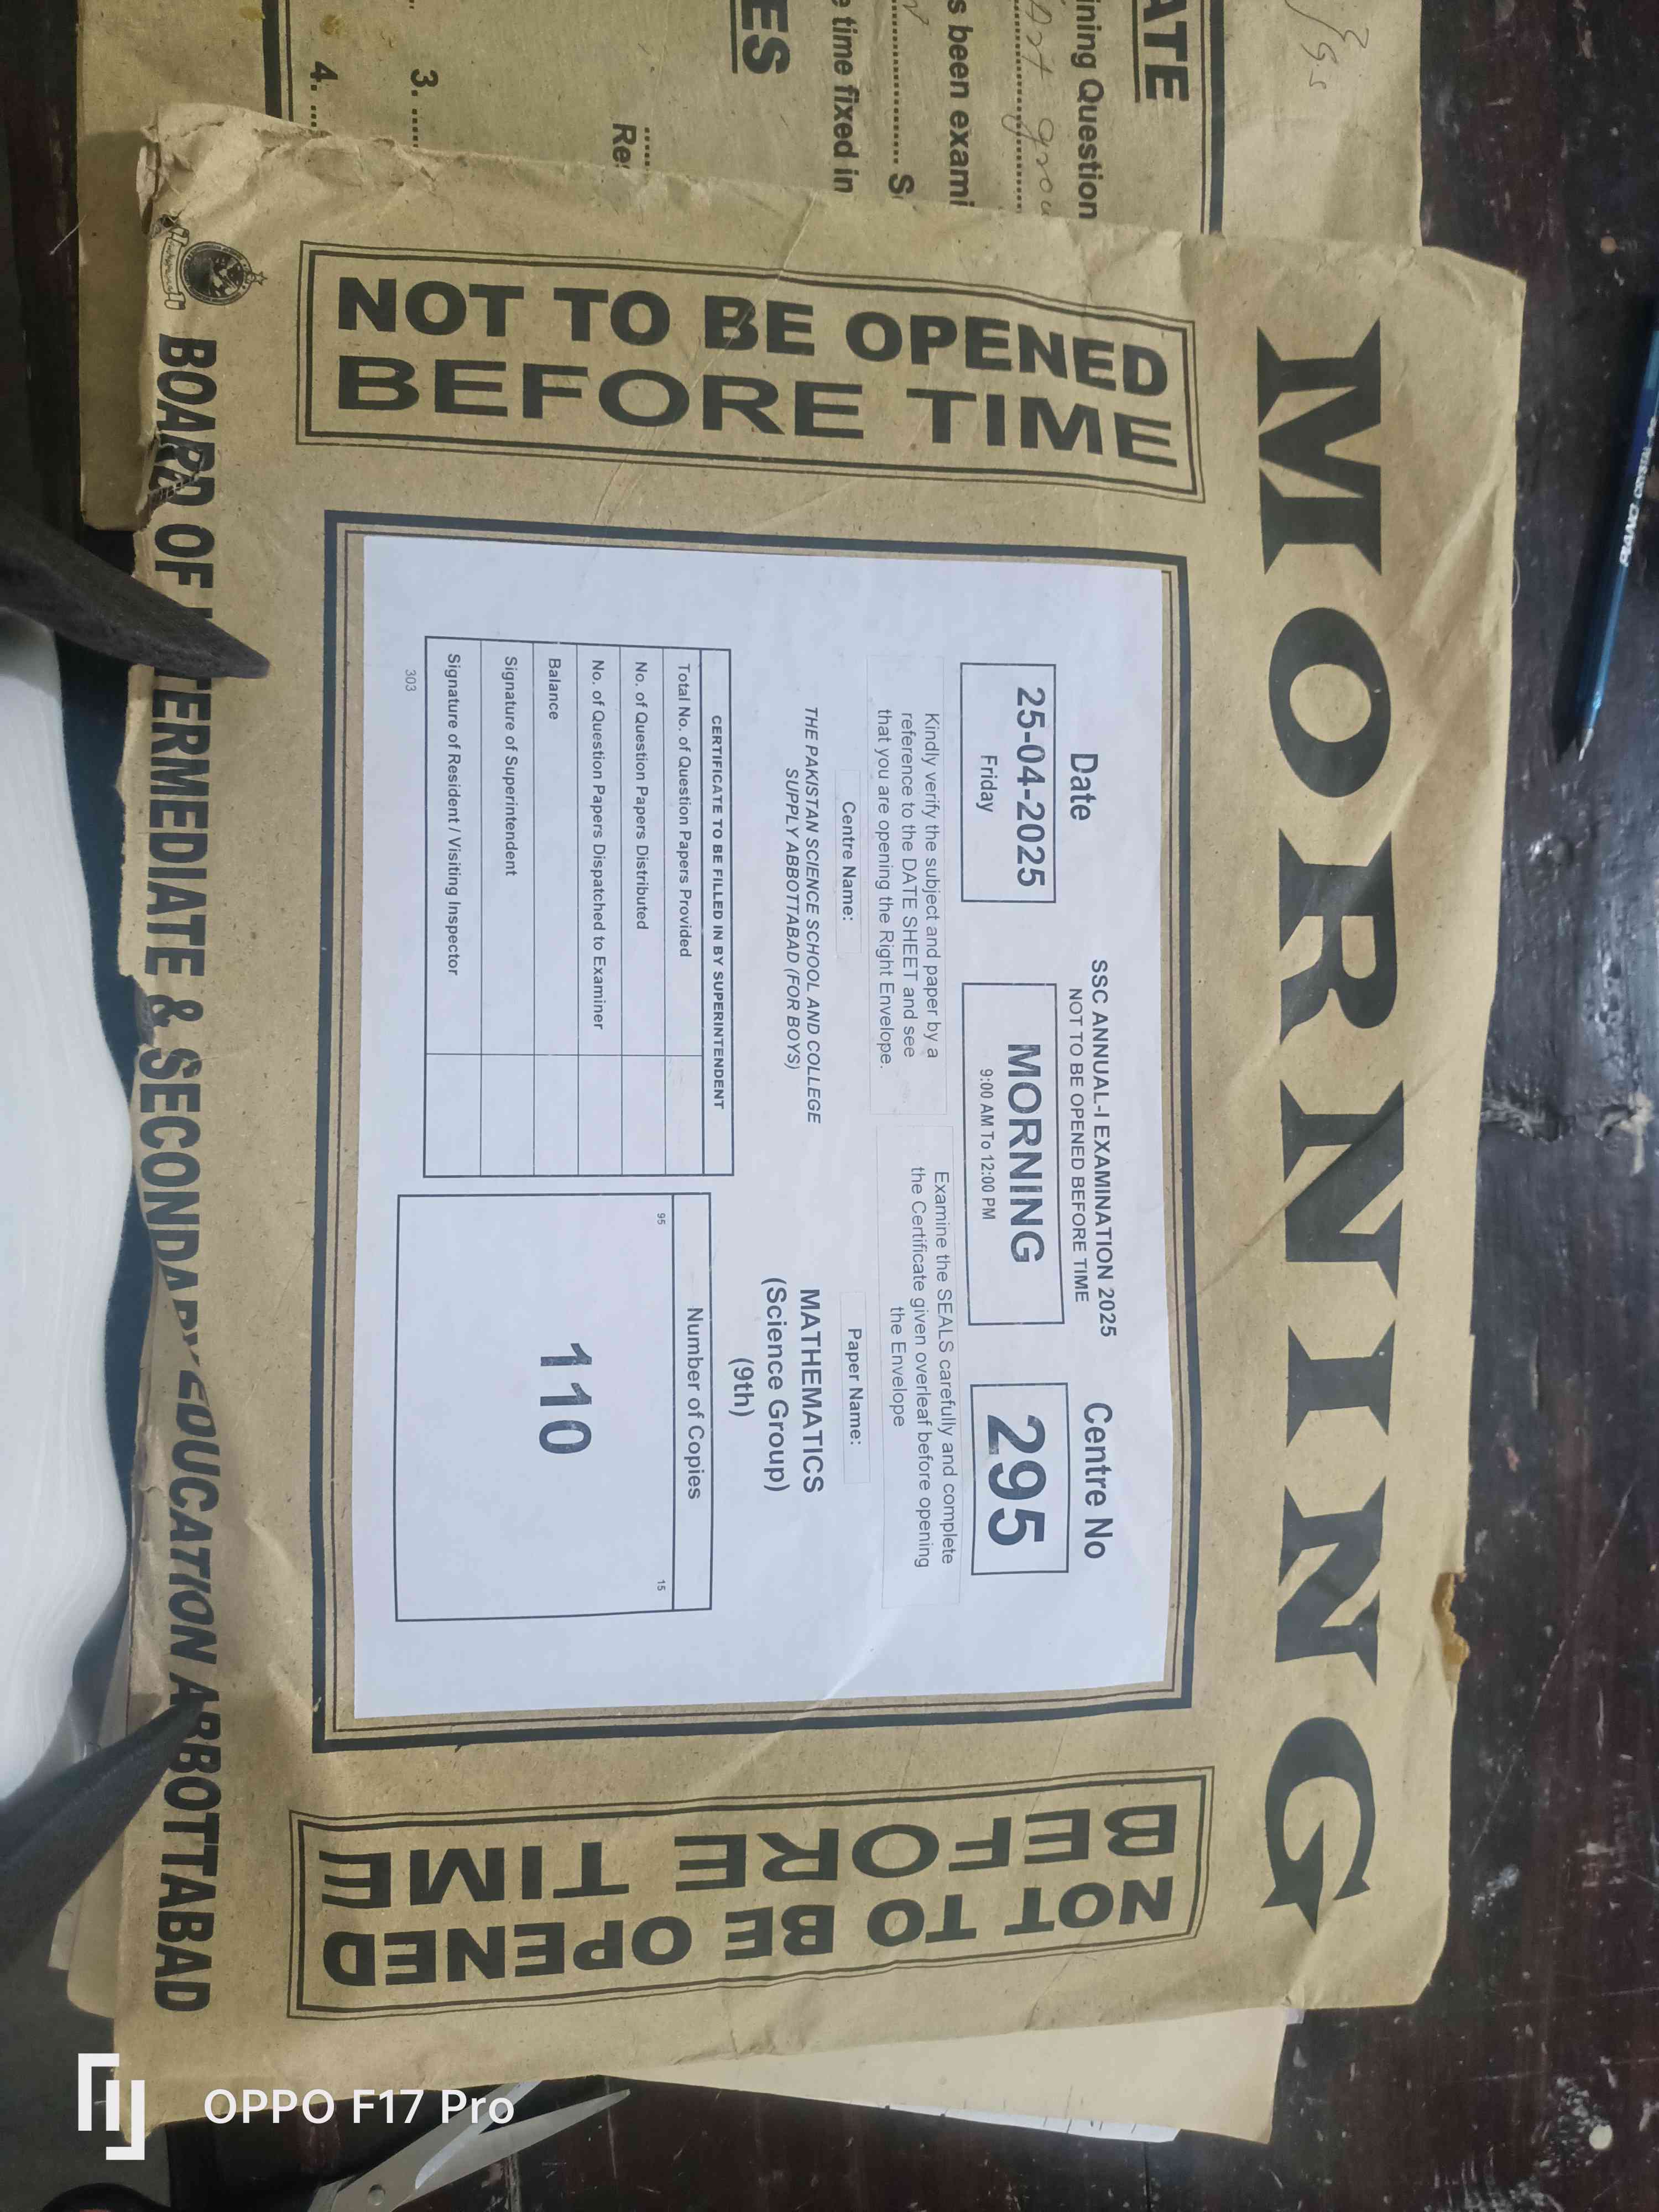 MORNING
NOT TO BE OPENED
BEFORE TIME
Date
SSC ANNUAL-I EXAMINATION 2025
NOT TO BE OPENED BEFORE TIME
Centre No
25-04-2025
Friday
MORNING
9:00 AM To 12:00 PM
295
Kindly verify the subject and paper by a
reference to the DATE SHEET and see
that you are opening the Right Envelope.
Examine the SEALS carefully and complete
the Certificate given overleaf before opening
the Envelope
Centre Name:
THE PAKISTAN SCIENCE SCHOOL AND COLLEGE
SUPPLY ABBOTTABAD (FOR BOYS)
Paper Name:
MATHEMATICS
(Science Group)
(9th)
CERTIFICATE TO BE FILLED IN BY SUPERINTENDENT
Total No. of Question Papers Provided
No. of Question Papers Distributed
No. of Question Papers Dispatched to Examiner
Balance
Signature of Superintendent
Signature of Resident / Visiting Inspector
303
Number of Copies
95
15
110
NOT TO BE OPENED
BEFORE TIME
BOARD OF INTERMEDIATE & SECONDARY EDUCATION ABBOTTABAD
ATE
ining Question
Art grou
s been exami
e time fixed in
ES
3. .....
4. ...
OPPO F17 Pro